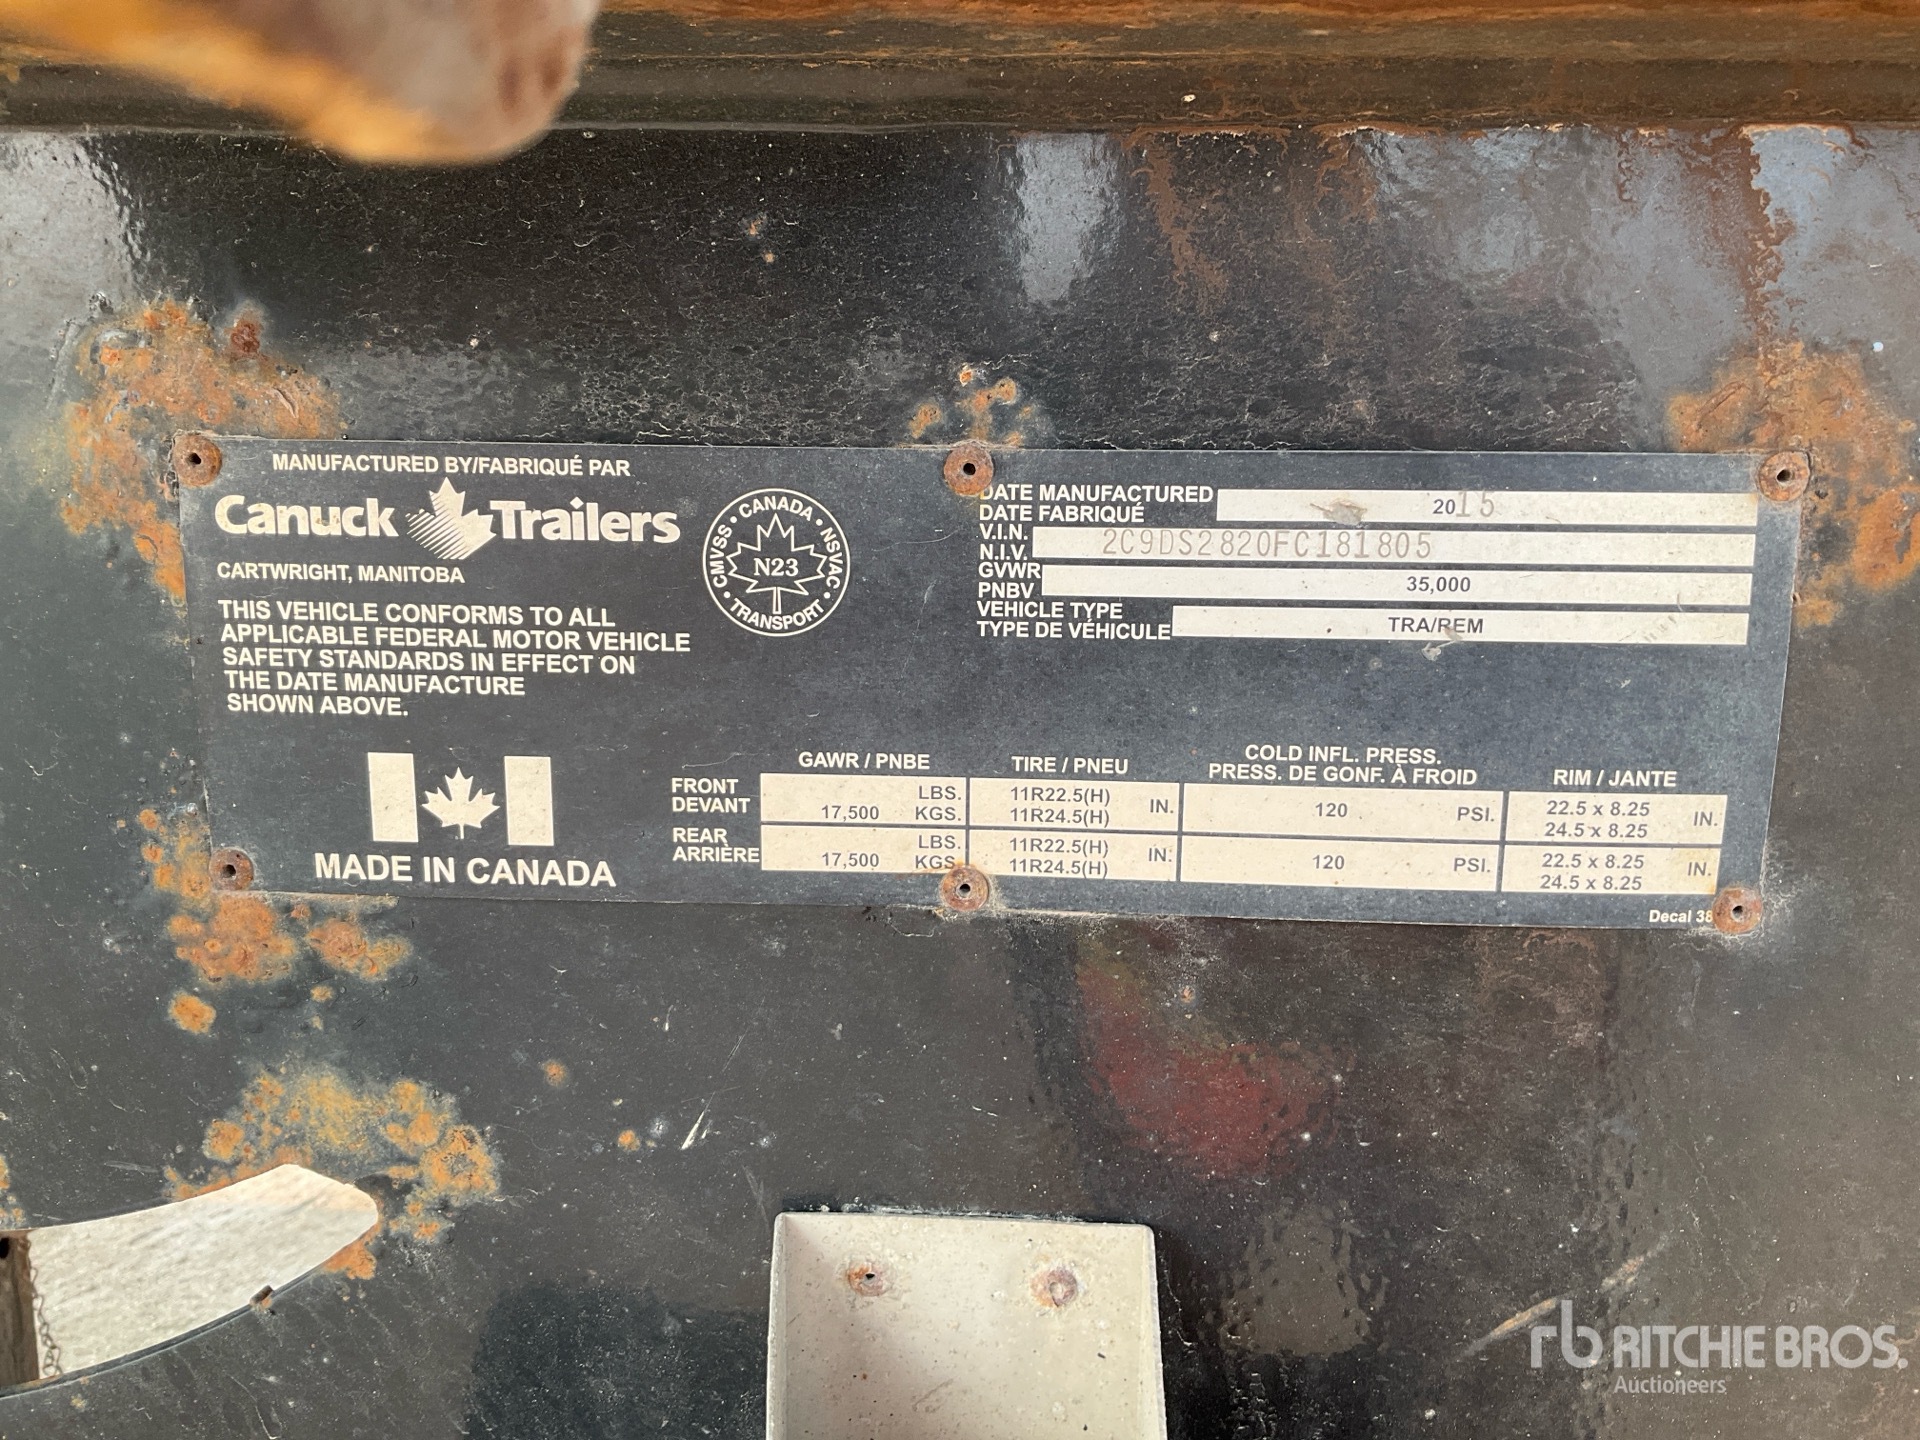 MANUFACTURED BY/FABRIQUÉ PAR
Canuck Trailers
CARTWRIGHT, MANITOBA
THIS VEHICLE CONFORMS TO ALL
APPLICABLE FEDERAL MOTOR VEHICLE
SAFETY STANDARDS IN EFFECT ON
THE DATE MANUFACTURE
SHOWN ABOVE.
MADE IN CANADA
CANADA • NSVAC • TRANSPORT • CMVSS •
N23
DATE MANUFACTURED
DATE FABRIQUÉ
2015
V.I.N.
N.I.V.
2C9DS2820FC181805
GVWR
PNBV
35,000
VEHICLE TYPE
TYPE DE VÉHICULE
TRA/REM
GAWR / PNBE
TIRE / PNEU
COLD INFL. PRESS.
PRESS. DE GONF. À FROID
RIM / JANTE
FRONT
DEVANT
LBS.
17,500 KGS.
11R22.5(H)
11R24.5(H)
IN.
120 PSI.
22.5 x 8.25
24.5 x 8.25
IN.
REAR
ARRIÈRE
LBS.
17,500 KGS.
11R22.5(H)
11R24.5(H)
IN.
120 PSI.
22.5 x 8.25
24.5 x 8.25
IN.
Decal
rb RITCHIE BROS.
Auctioneers